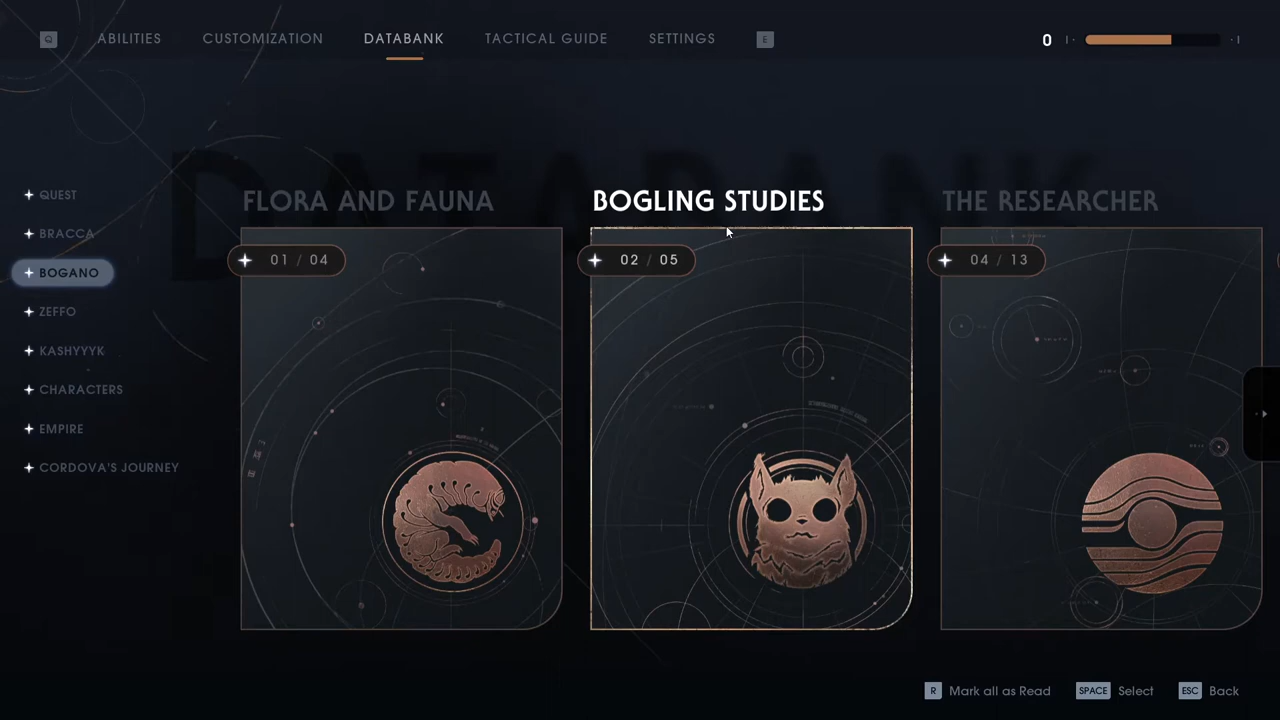 Q ABILITIES CUSTOMIZATION DATABANK TACTICAL GUIDE SETTINGS E 0
DATABANK
QUEST
BRACCA
BOGANO
ZEFFO
KASHYYYK
CHARACTERS
EMPIRE
CORDOVA'S JOURNEY
FLORA AND FAUNA
01 / 04
BOGLING STUDIES
02 / 05
THE RESEARCHER
04 / 13
R Mark all as Read SPACE Select ESC Back